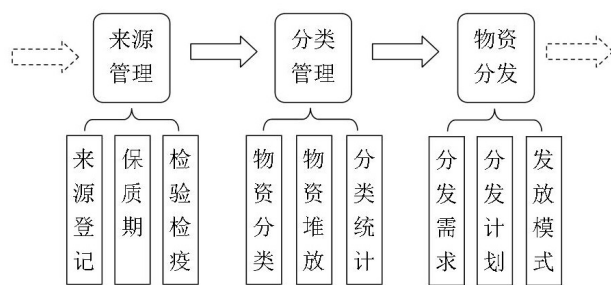 来源
管理
分类
管理
物资
分发
来源登记
保质期
检验检疫
物资分类
物资堆放
分类统计
分发需求
分发计划
发放模式